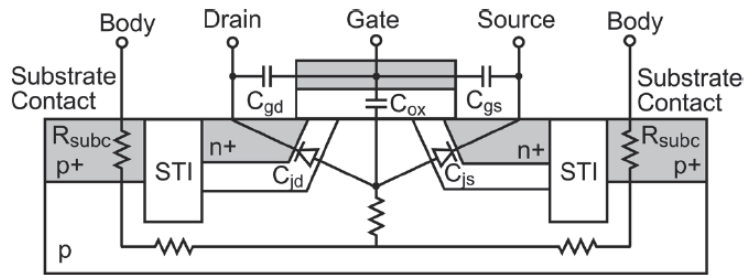 Body Drain Gate Source Body
Substrate
Contact
Substrate
Contact
C_gd C_ox C_gs
R_subc
p+
STI
n+
C_jd
C_js
n+
STI
R_subc
p+
p